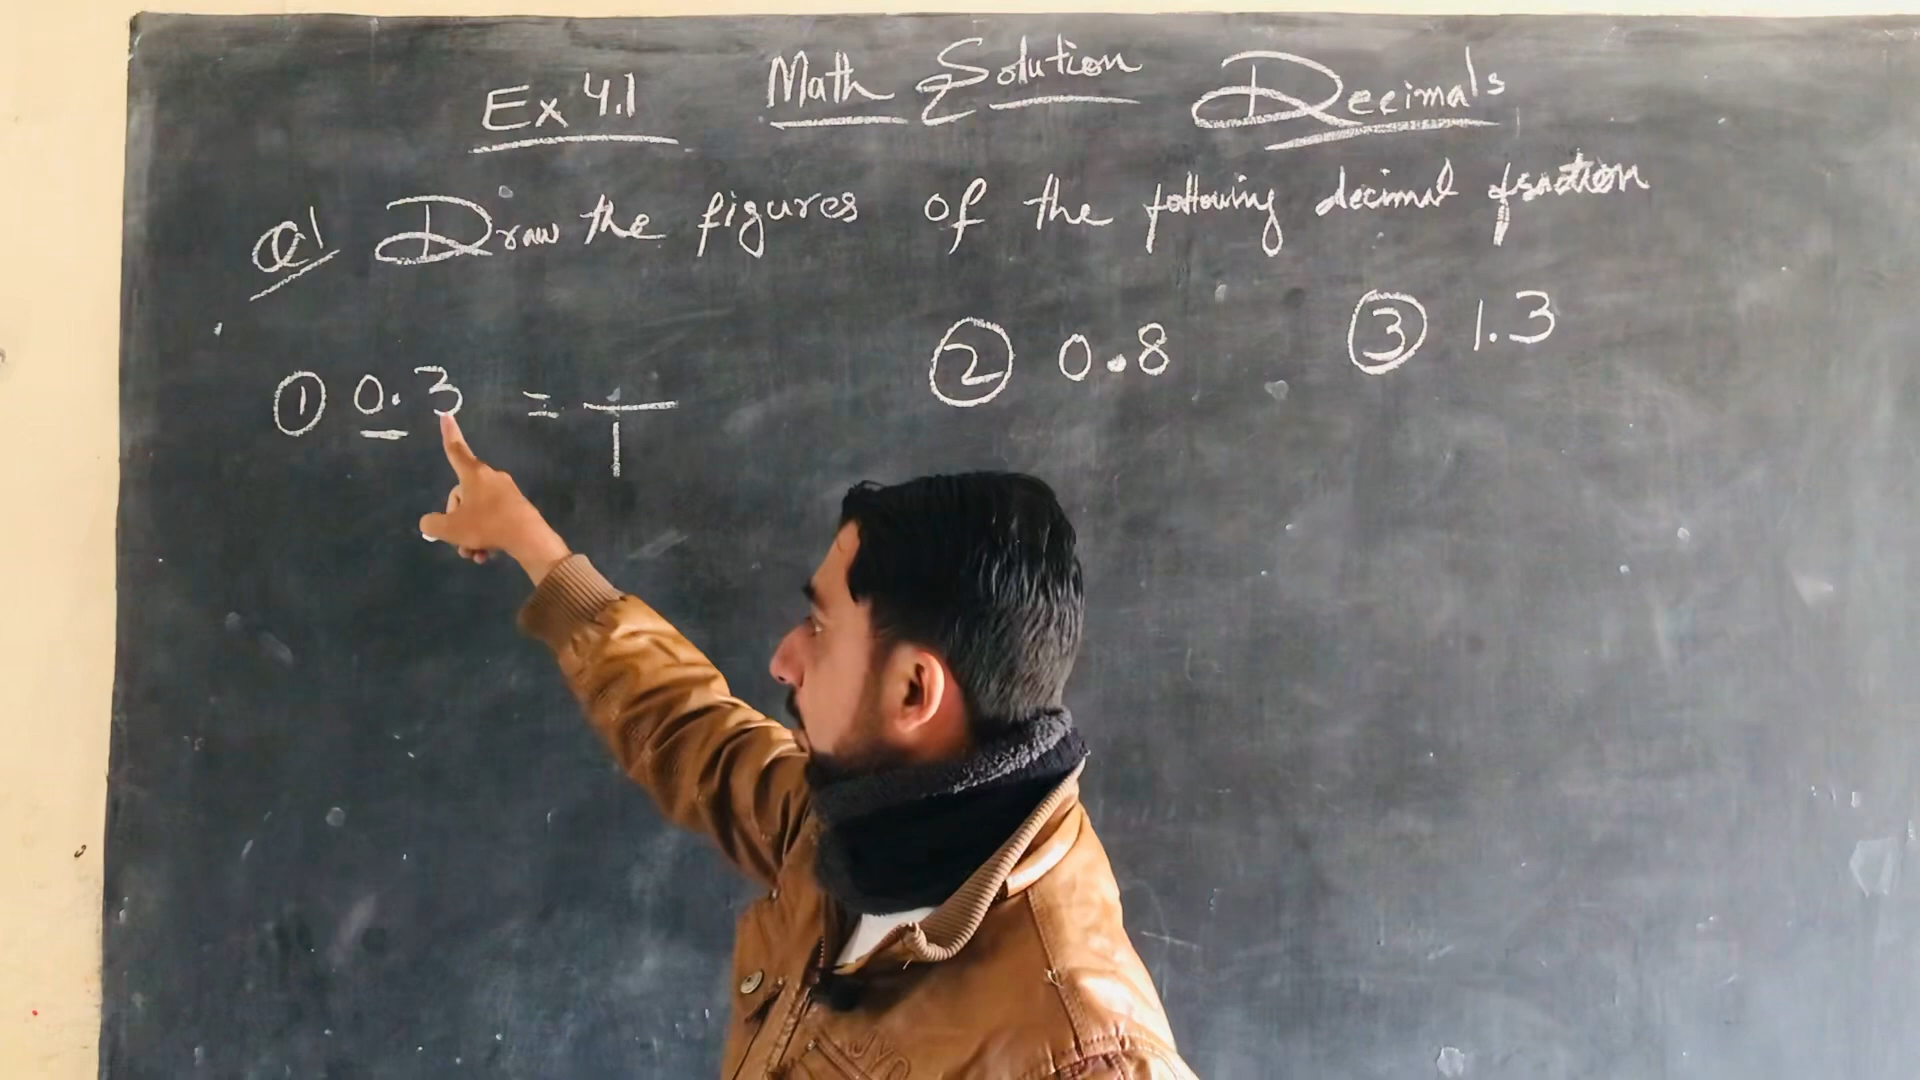 Ex 4.1 Math Solution Decimals
Q1 Draw the figures of the following decimal fraction
① 0.3 = —/1 ② 0.8 ③ 1.3